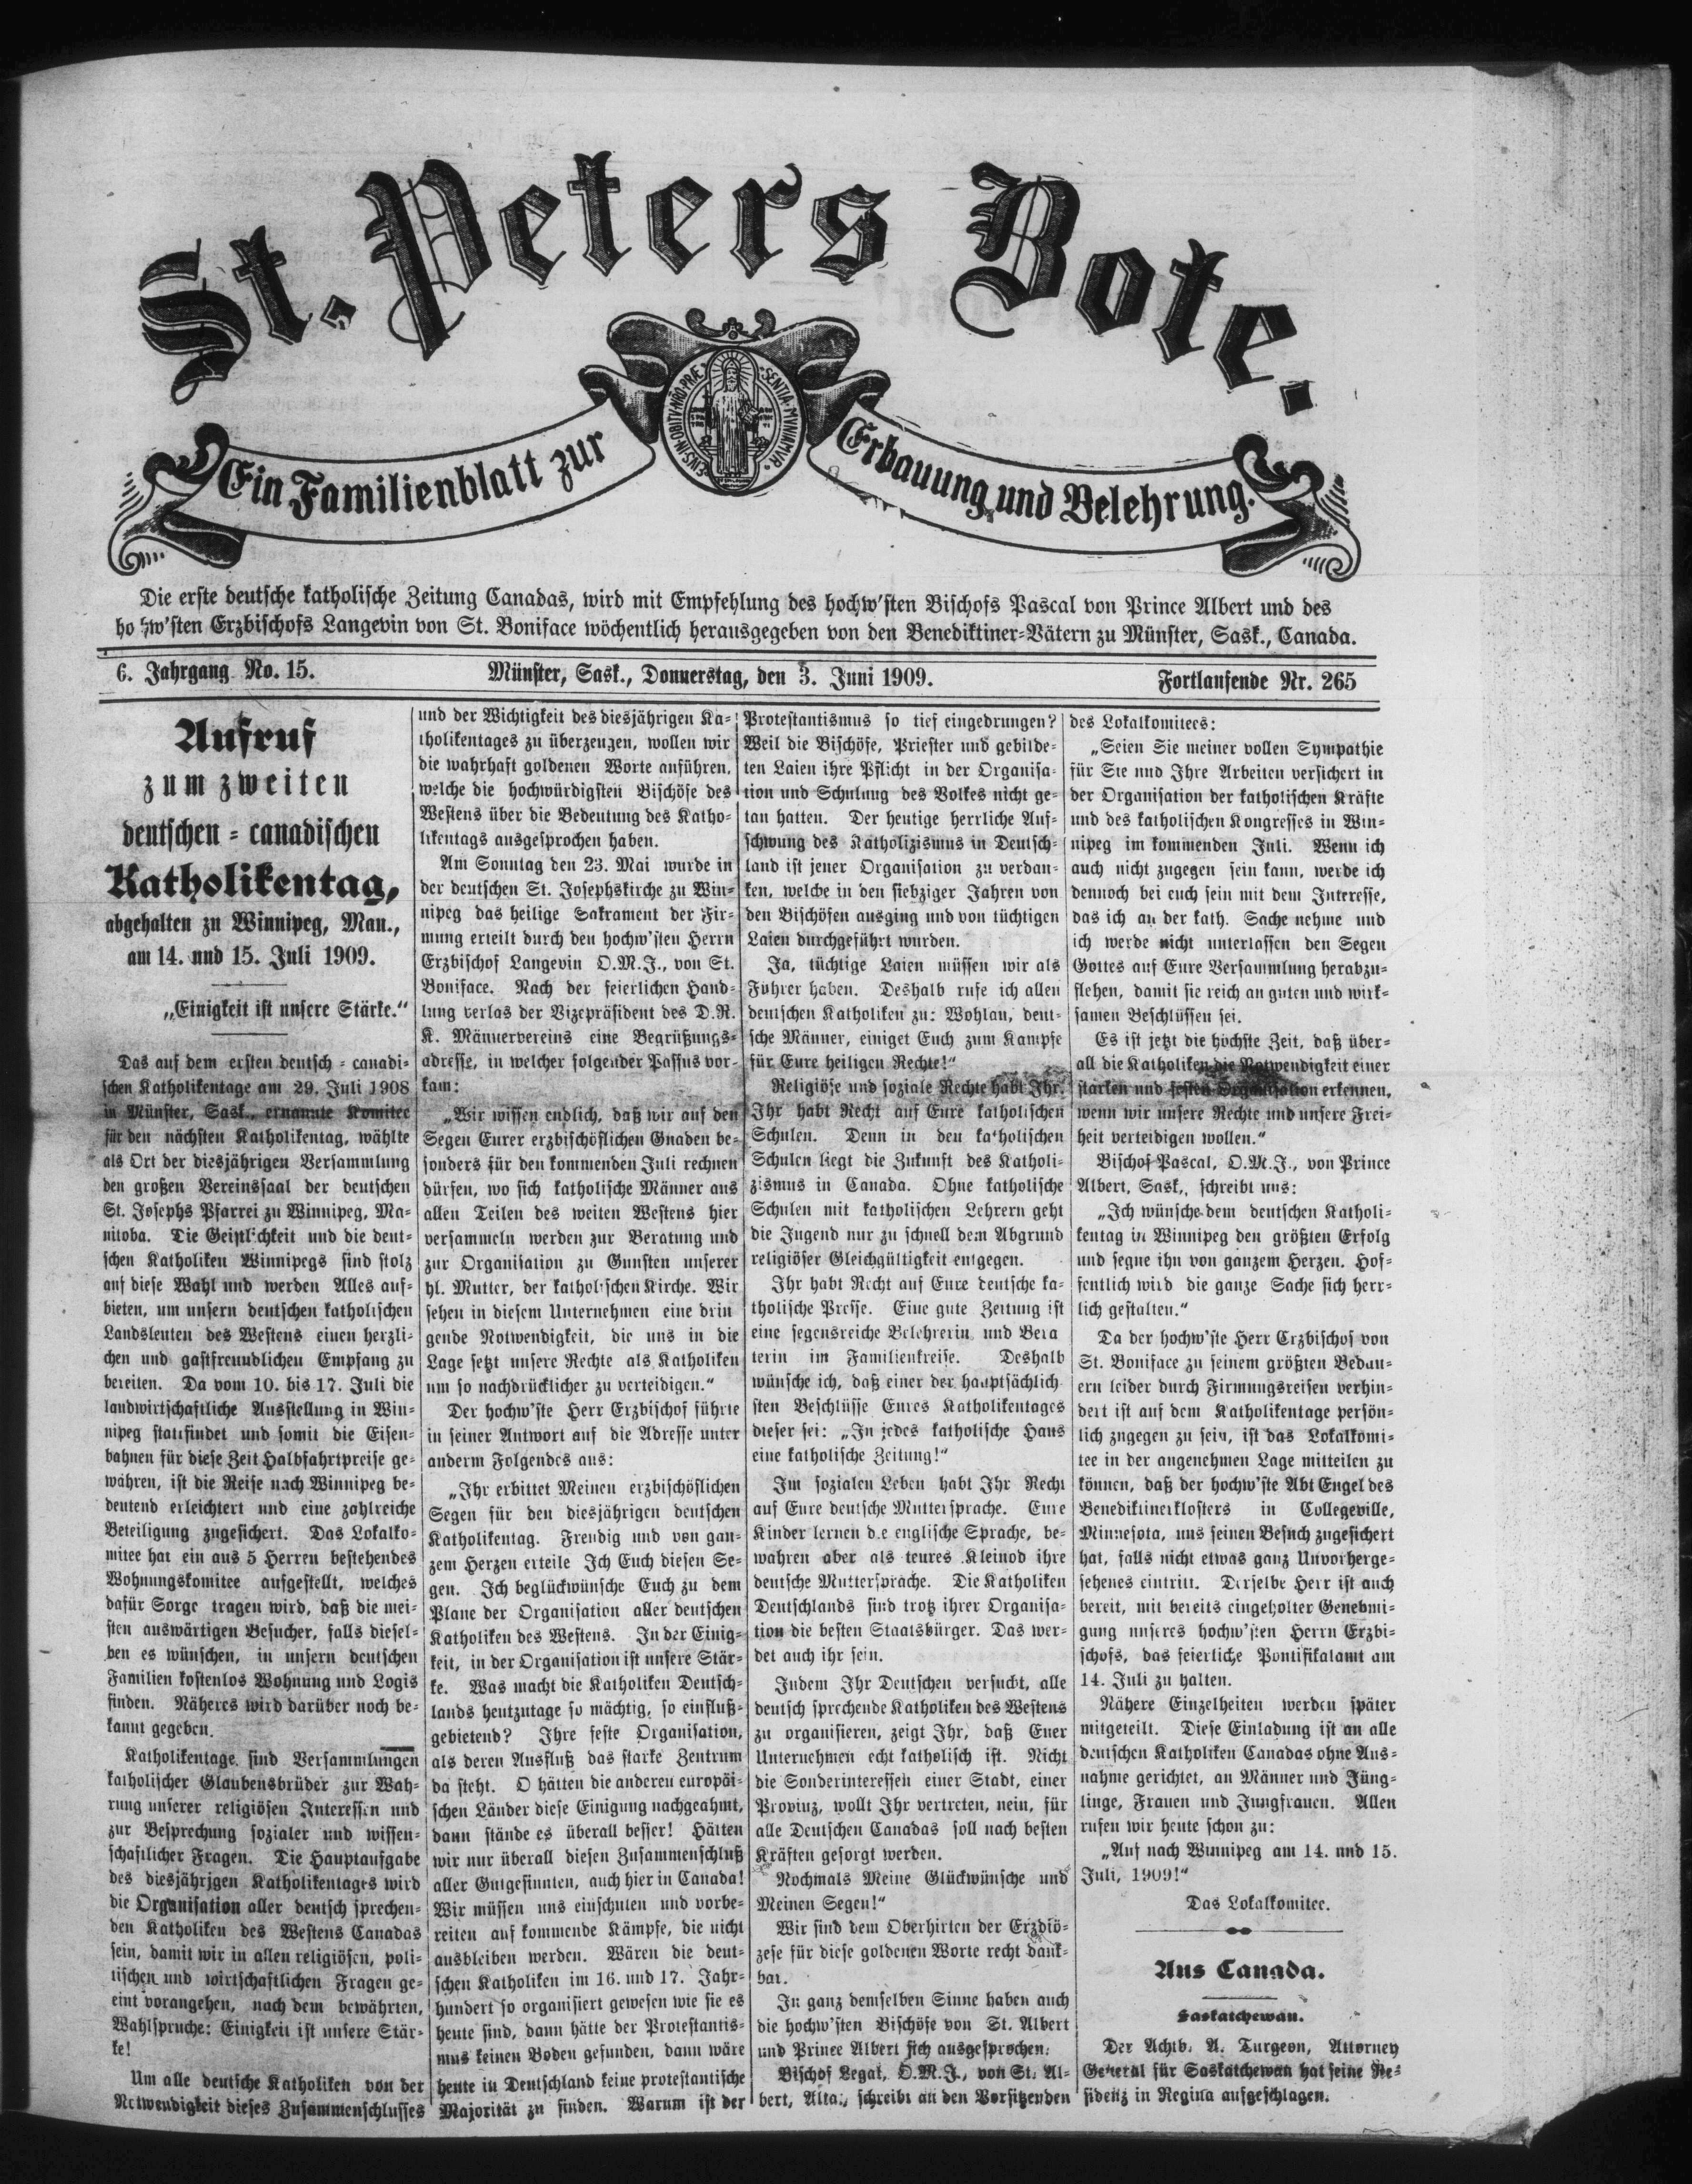 St. Peters Bote.
Ein Familienblatt zur Erbauung und Belehrung.
Die erste deutsche katholische Zeitung Canadas, wird mit Empfehlung des hochw'sten Bischofs Pascal von Prince Albert und des
hochw'sten Erzbischofs Langevin von St. Boniface wöchentlich herausgegeben von den Benediktiner-Vätern zu Münster, Sask., Canada.
6. Jahrgang No. 15.
Münster, Sask., Donnerstag, den 3. Juni 1909.
Fortlaufende Nr. 265
Aufruf
zum zweiten
deutschen - canadischen
Katholikentag,
abgehalten zu Winnipeg, Man.,
am 14. und 15. Juli 1909.
„Einigkeit ist unsere Stärke.“
Das auf dem ersten deutsch - canadi-
schen Katholikentage am 29. Juli 1908
in Münster, Sask., ernannte Komitee
für den nächsten Katholikentag, wählte
als Ort der diesjährigen Versammlung
den großen Vereinssaal der deutschen
St. Josephs Pfarrei zu Winnipeg, Ma-
nitoba. Die Geistlichkeit und die deut-
schen Katholiken Winnipegs sind stolz
auf diese Wahl und werden Alles auf-
bieten, um unsern deutschen katholischen
Landsleuten des Westens einen herzli-
chen und gastfreundlichen Empfang zu
bereiten. Da vom 10. bis 17. Juli die
landwirtschaftliche Ausstellung in Win-
nipeg stattfindet und somit die Eisen-
bahnen für diese Zeit Halbfahrtpreise ge-
währen, ist die Reise nach Winnipeg be-
deutend erleichtert und eine zahlreiche
Beteiligung zugesichert. Das Lokalko-
mitee hat ein aus 5 Herren bestehendes
Wohnungskomitee aufgestellt, welches
dafür Sorge tragen wird, daß die mei-
sten auswärtigen Besucher, falls diesel-
ben es wünschen, in unsern deutschen
Familien kostenlos Wohnung und Logis
finden. Näheres wird darüber noch be-
kannt gegeben.
Katholikentage sind Versammlungen
katholischer Glaubensbrüder zur Wah-
rung unserer religiösen Interessen und
zur Besprechung sozialer und wissen-
schaftlicher Fragen. Die Hauptaufgabe
des diesjährjgen Katholikentages wird
die Organisation aller deutsch sprechen-
den Katholiken des Westens Canadas
sein, damit wir in allen religiösen, poli-
tischen und wirtschaftlichen Fragen ge-
eint vorangehen, nach dem bewährten,
Wahlspruche: Einigkeit ist unsere Stär-
ke!
Um alle deutsche Katholiken von der
Notwendigkeit dieses Zusammenschlusses
und der Wichtigkeit des diesjährigen Ka-
tholikentages zu überzeugen, wollen wir
die wahrhaft goldenen Worte anführen,
welche die hochwürdigsten Bischöfe des
Westens über die Bedeutung des Katho-
likentags ausgesprochen haben.
Am Sonntag den 23. Mai wurde in
der deutschen St. Josephskirche zu Win-
nipeg das heilige Sakrament der Fir-
mung erteilt durch den hochw'sten Herrn
Erzbischof Langevin O.M.J., von St.
Boniface. Nach der feierlichen Hand-
lung verlas der Vizepräsident des D.R.
K. Männervereins eine Begrüßungs-
adresse, in welcher folgender Passus vor-
kam:
„Wir wissen endlich, daß wir auf den
Segen Eurer erzbischöflichen Gnaden be-
sonders für den kommenden Juli rechnen
dürfen, wo sich katholische Männer aus
allen Teilen des weiten Westens hier
versammeln werden zur Beratung und
zur Organisation zu Gunsten unserer
hl. Mutter, der katholischen Kirche. Wir
sehen in diesem Unternehmen eine drin
gende Notwendigkeit, die uns in die
Lage setzt unsere Rechte als Katholiken
um so nachdrücklicher zu verteidigen.“
Der hochw'ste Herr Erzbischof führte
in seiner Antwort auf die Adresse unter
anderm Folgendes aus:
„Ihr erbittet Meinen erzbischöflichen
Segen für den diesjährigen deutschen
Katholikentag. Freudig und von gan-
zem Herzen erteile Ich Euch diesen Se-
gen. Ich beglückwünsche Euch zu dem
Plane der Organisation aller deutschen
Katholiken des Westens. In der Einig-
keit, in der Organisation ist unsere Stär-
ke. Was macht die Katholiken Deutsch-
lands heutzutage so mächtig, so einfluß-
gebietend? Ihre feste Organisation,
als deren Ausfluß das starke Zentrum
da steht. O hätten die anderen europäi-
schen Länder diese Einigung nachgeahmt,
dann stände es überall besser! Hätten
wir nur überall diesen Zusammenschluß
aller Gutgesinnten, auch hier in Canada!
Wir müssen uns einschulen und vorbe-
reiten auf kommende Kämpfe, die nicht
ausbleiben werden. Wären die deut-
schen Katholiken im 16. und 17. Jahr-
hundert so organisiert gewesen wie sie es
heute sind, dann hätte der Protestantis-
mus keinen Boden gefunden, dann wäre
heute in Deutschland keine protestantische
Majorität zu finden. Warum ist der
Protestantismus so tief eingedrungen?
Weil die Bischöfe, Priester und gebilde-
ten Laien ihre Pflicht in der Organisa-
tion und Schulung des Volkes nicht ge-
tan hatten. Der heutige herrliche Auf-
schwung des Katholizismus in Deutsch-
land ist jener Organisation zu verdan-
ken, welche in den siebziger Jahren von
den Bischöfen ausging und von tüchtigen
Laien durchgeführt wurden.
Ja, tüchtige Laien müssen wir als
Führer haben. Deshalb rufe ich allen
deutschen Katholiken zu: Wohlan, deut-
sche Männer, einiget Euch zum Kampfe
für Eure heiligen Rechte!“
Religiöse und soziale Rechte habt Ihr.
Ihr habt Recht auf Eure katholischen
Schulen. Denn in den katholischen
Schulen liegt die Zukunft des Katholi-
zismus in Canada. Ohne katholische
Schulen mit katholischen Lehrern geht
die Jugend nur zu schnell dem Abgrund
religiöser Gleichgültigkeit entgegen.
Ihr habt Recht auf Eure deutsche ka-
tholische Presse. Eine gute Zeitung ist
eine segensreiche Belehrerin und Bera
terin im Familienkreise. Deshalb
wünsche ich, daß einer der hauptsächlich
sten Beschlüsse Eures Katholikentages
dieser sei: „In jedes katholische Haus
eine katholische Zeitung!“
Im sozialen Leben habt Ihr Recht
auf Eure deutsche Muttersprache. Eure
Kinder lernen die englische Sprache, be-
wahren aber als teures Kleinod ihre
deutsche Muttersprache. Die Katholiken
Deutschlands sind trotz ihrer Organisa-
tion die besten Staatsbürger. Das wer-
det auch ihr sein.
Indem Ihr Deutschen versucht, alle
deutsch sprechende Katholiken des Westens
zu organisieren, zeigt Ihr, daß Euer
Unternehmen echt katholisch ist. Nicht
die Sonderinteressen einer Stadt, einer
Provinz, wollt Ihr vertreten, nein, für
alle Deutschen Canadas soll nach besten
Kräften gesorgt werden.
Nochmals Meine Glückwünsche und
Meinen Segen!“
Wir sind dem Oberhirten der Erzdiö-
zese für diese goldenen Worte recht dank-
bar.
In ganz demselben Sinne haben auch
die hochw'sten Bischöfe von St. Albert
und Prince Albert sich ausgesprochen:
Bischof Legal, O.M.J., von St. Al-
bert, Alta., schreibt an den Vorsitzenden
des Lokalkomitees:
„Seien Sie meiner vollen Sympathie
für Sie und Ihre Arbeiten versichert in
der Organisation der katholischen Kräfte
und des katholischen Kongresses in Win-
nipeg im kommenden Juli. Wenn ich
auch nicht zugegen sein kann, werde ich
dennoch bei euch sein mit dem Interesse,
das ich an der kath. Sache nehme und
ich werde nicht unterlassen den Segen
Gottes auf Eure Versammlung herabzu-
flehen, damit sie reich an guten und wirk-
samen Beschlüssen sei.
Es ist jetzt die höchste Zeit, daß über-
all die Katholiken die Notwendigkeit einer
starken und festen Organisation erkennen,
wenn wir unsere Rechte und unsere Frei-
heit verteidigen wollen.“
Bischof Pascal, O.M.J., von Prince
Albert, Sask., schreibt uns:
„Ich wünsche dem deutschen Katholi-
kentag in Winnipeg den größten Erfolg
und segne ihn von ganzem Herzen. Hof-
fentlich wird die ganze Sache sich herr-
lich gestalten.“
Da der hochw'ste Herr Erzbischof von
St. Boniface zu seinem größten Bedau-
ern leider durch Firmungsreisen verhin-
dert ist auf dem Katholikentage persön-
lich zugegen zu sein, ist das Lokalkomi-
tee in der angenehmen Lage mitteilen zu
können, daß der hochw'ste Abt Engel des
Benediktinerklosters in Collegeville,
Minnesota, uns seinen Besuch zugesichert
hat, falls nicht etwas ganz Unvorherge-
sehenes eintritt. Derselbe Herr ist auch
bereit, mit bereits eingeholter Genehmi-
gung unseres hochw'sten Herrn Erzbi-
schofs, das feierliche Pontifikalamt am
14. Juli zu halten.
Nähere Einzelheiten werden später
mitgeteilt. Diese Einladung ist an alle
deutschen Katholiken Canadas ohne Aus-
nahme gerichtet, an Männer und Jüng-
linge, Frauen und Jungfrauen. Allen
rufen wir heute schon zu:
„Auf nach Winnipeg am 14. und 15.
Juli, 1909!“
Das Lokalkomitee.
Aus Canada.
Saskatchewan.
Der Achtb. A. Turgeon, Attorney
General für Saskatchewan hat seine Re-
sidenz in Regina aufgeschlagen.